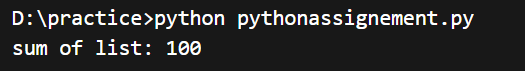 D:\practice>python pythonassignement.py
sum of list: 100